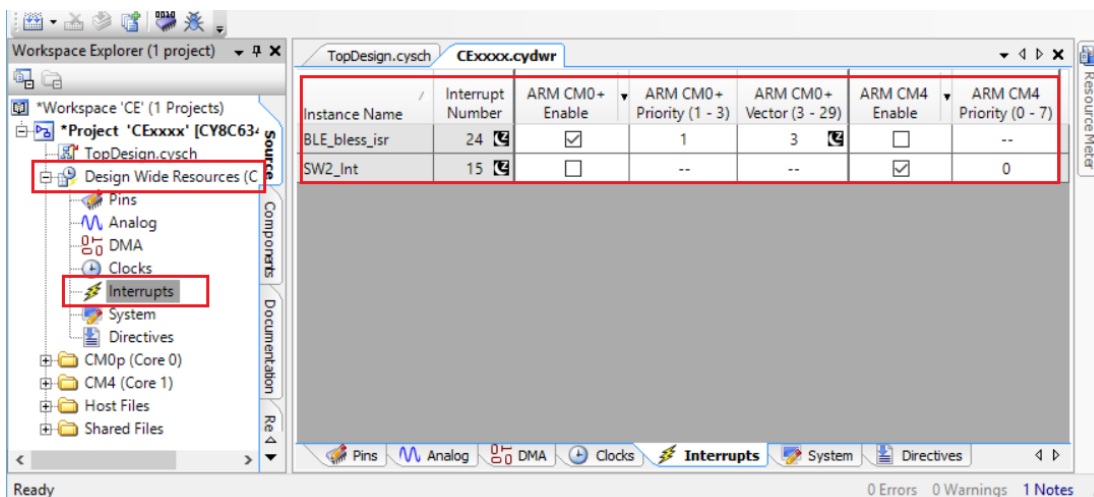 Workspace Explorer (1 project)
*Workspace 'CE' (1 Projects)
*Project 'CExxxx' [CY8C634
TopDesign.cysch
Design Wide Resources (C
Pins
Analog
DMA
Clocks
Interrupts
System
Directives
CM0p (Core 0)
CM4 (Core 1)
Host Files
Shared Files
Source
Components
Documentation
Re
TopDesign.cysch
CExxxx.cydwr
Instance Name
Interrupt Number
ARM CM0+ Enable
ARM CM0+ Priority (1 - 3)
ARM CM0+ Vector (3 - 29)
ARM CM4 Enable
ARM CM4 Priority (0 - 7)
BLE_bless_isr 24 1 3 --
SW2_Int 15 -- -- 0
Pins Analog DMA Clocks Interrupts System Directives
Resource Meter
Ready
0 Errors 0 Warnings 1 Notes